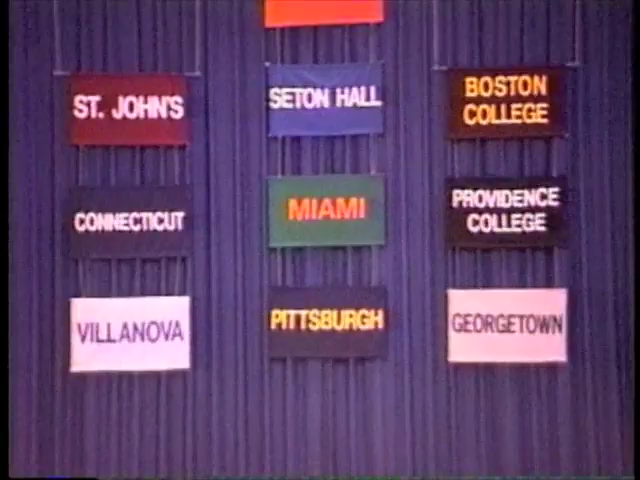 ST. JOHN'S
SETON HALL
BOSTON
COLLEGE
CONNECTICUT
MIAMI
PROVIDENCE
COLLEGE
VILLANOVA
PITTSBURGH
GEORGETOWN